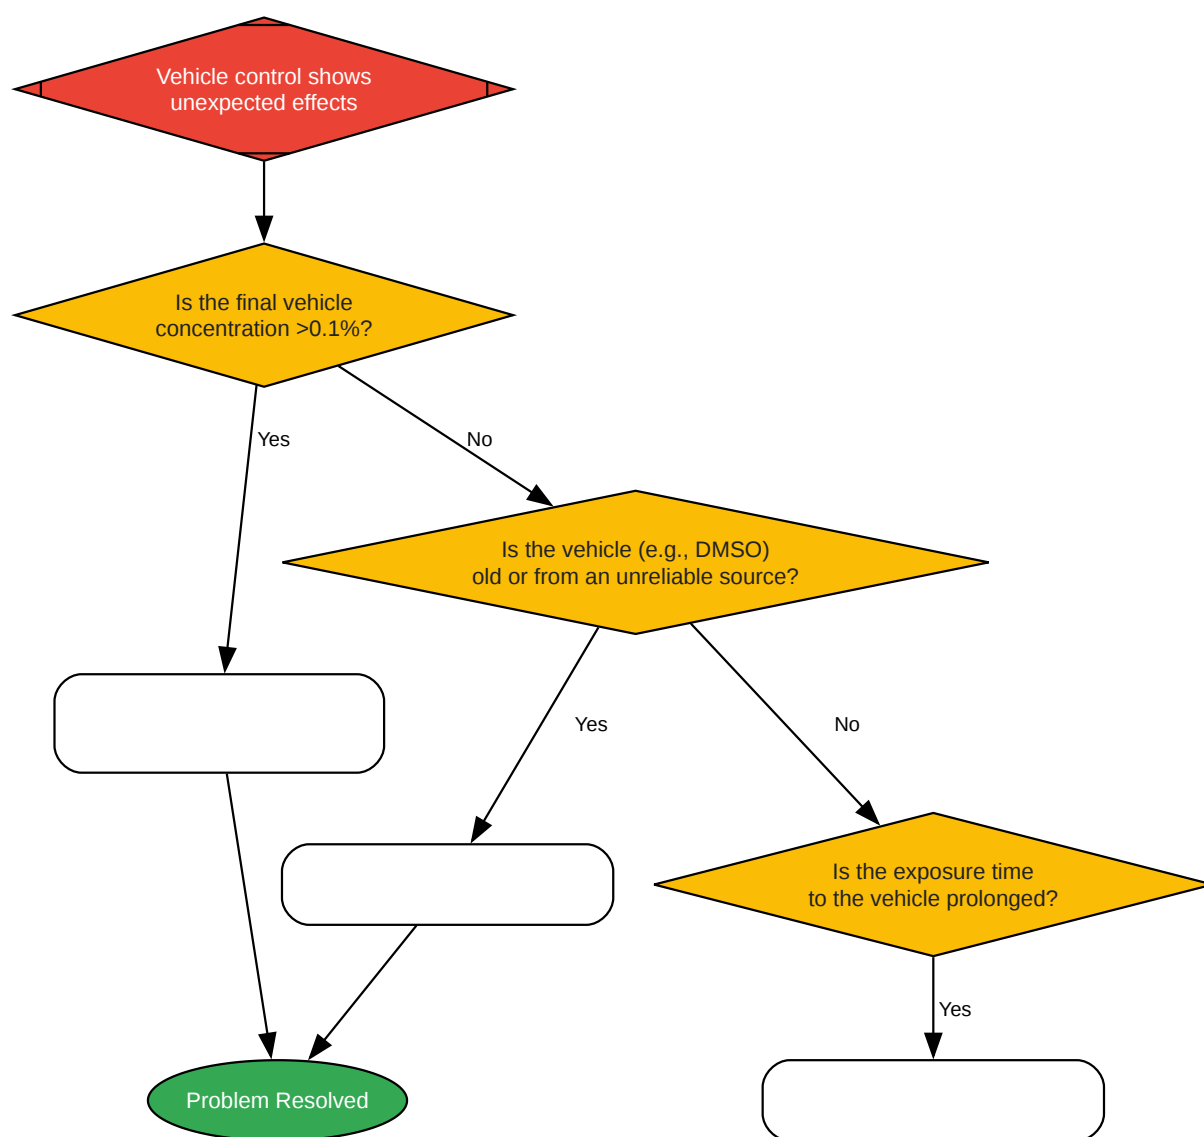 Vehicle control shows
unexpected effects
Is the final vehicle
concentration >0.1%?
Yes
No
Is the vehicle (e.g., DMSO)
old or from an unreliable source?
Yes
No
Is the exposure time
to the vehicle prolonged?
Yes
Problem Resolved